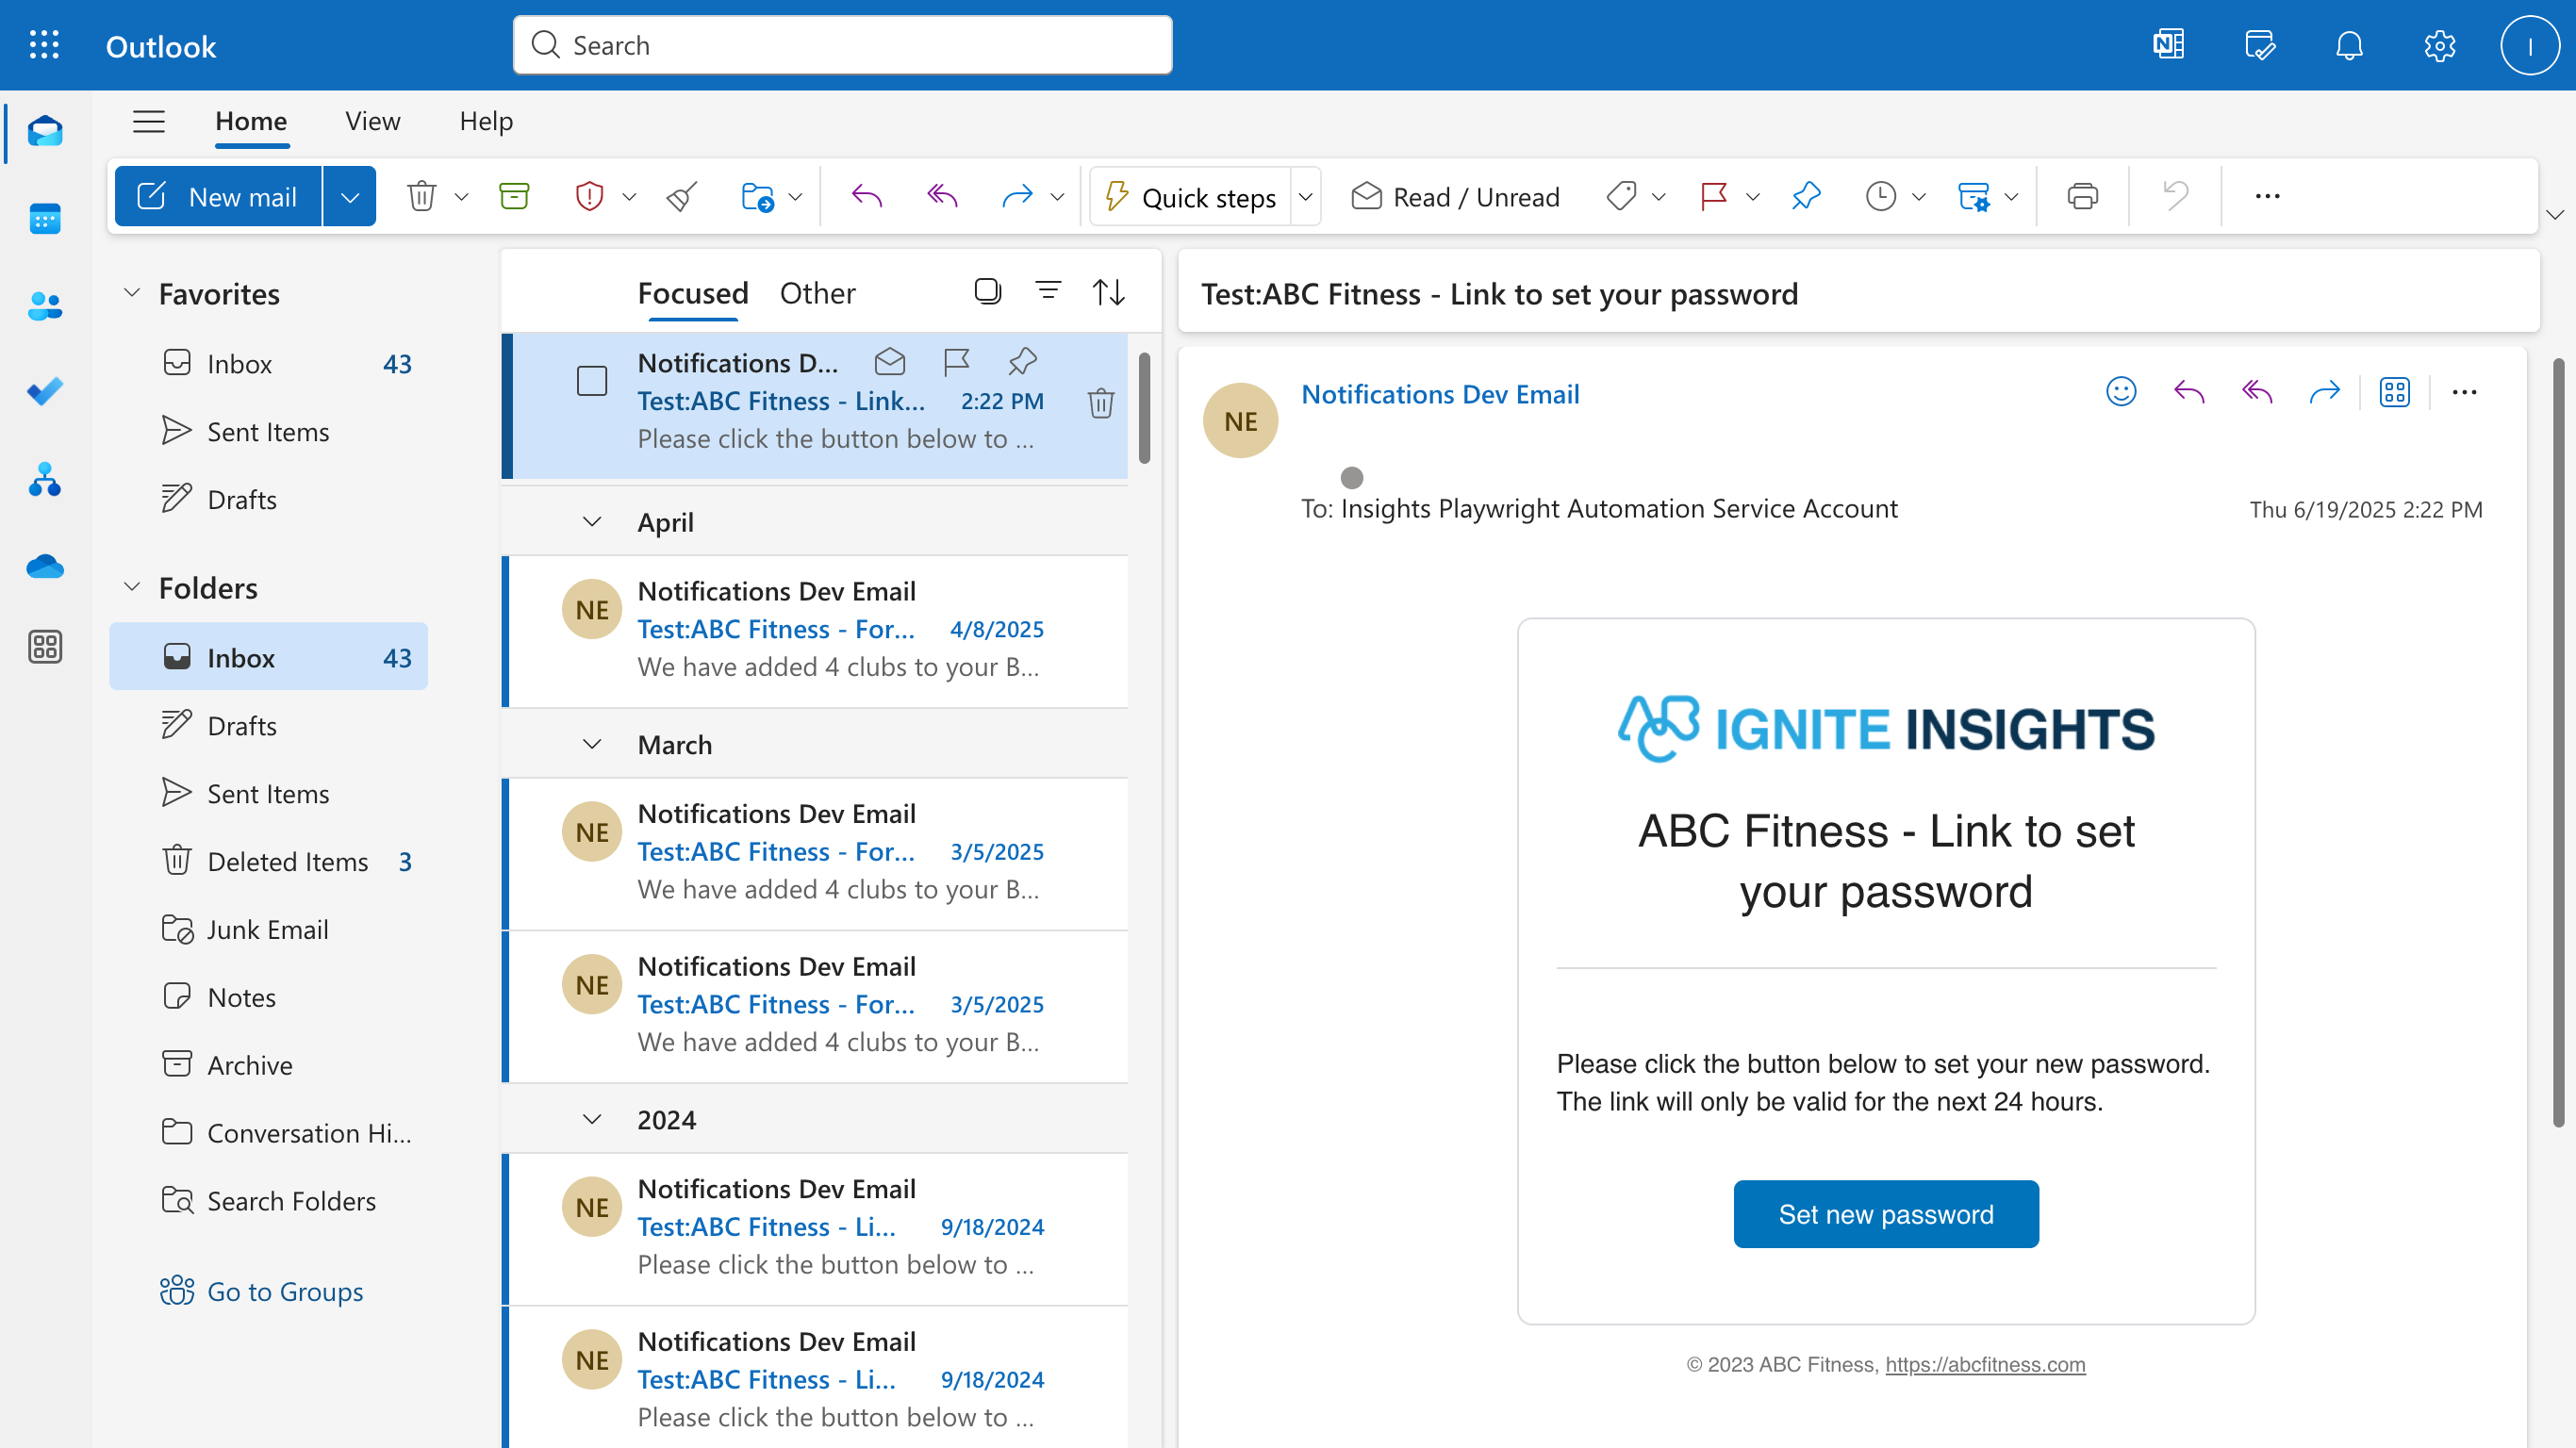 Outlook
Search
I
Home View Help
New mail
Quick steps
Read / Unread
Favorites
Inbox 43
Sent Items
Drafts
Folders
Inbox 43
Drafts
Sent Items
Deleted Items 3
Junk Email
Notes
Archive
Conversation Hi...
Search Folders
Go to Groups
Focused Other
Notifications D...
Test:ABC Fitness - Link... 2:22 PM
Please click the button below to ...
April
NE
Notifications Dev Email
Test:ABC Fitness - For... 4/8/2025
We have added 4 clubs to your B...
March
NE
Notifications Dev Email
Test:ABC Fitness - For... 3/5/2025
We have added 4 clubs to your B...
NE
Notifications Dev Email
Test:ABC Fitness - For... 3/5/2025
We have added 4 clubs to your B...
2024
NE
Notifications Dev Email
Test:ABC Fitness - Li... 9/18/2024
Please click the button below to ...
NE
Notifications Dev Email
Test:ABC Fitness - Li... 9/18/2024
Please click the button below to ...
Test:ABC Fitness - Link to set your password
NE
Notifications Dev Email
To: Insights Playwright Automation Service Account
Thu 6/19/2025 2:22 PM
ABC IGNITE INSIGHTS
ABC Fitness - Link to set
your password
Please click the button below to set your new password.
The link will only be valid for the next 24 hours.
Set new password
© 2023 ABC Fitness, https://abcfitness.com